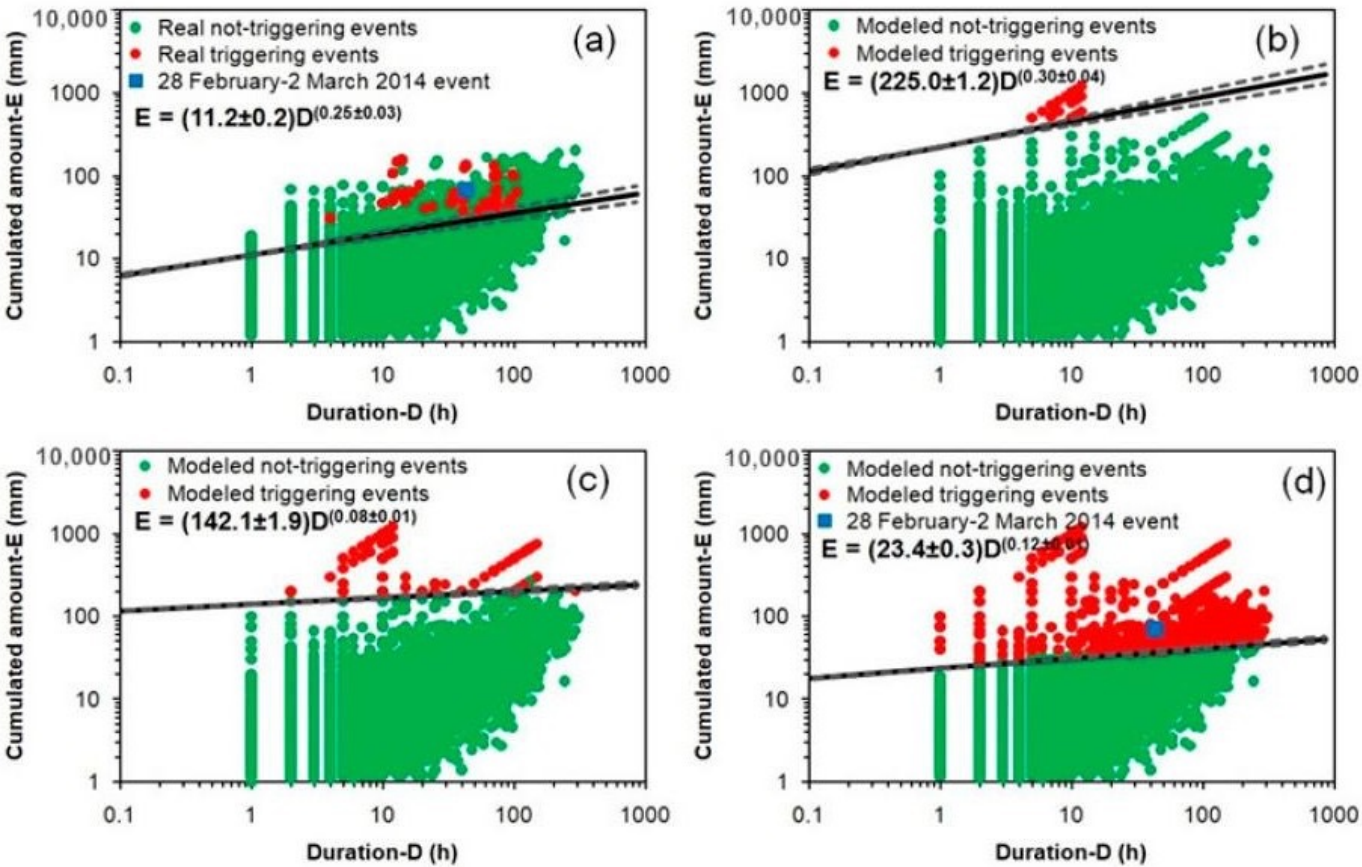 10,000
Real not-triggering events
(a)
Real triggering events
1000
28 February-2 March 2014 event
E = (11.2±0.2)D(0.25±0.03)
100
10
1
0.1 1 10 100 1000
Duration-D (h)
Cumulated amount-E (mm)
10,000
Modeled not-triggering events
(b)
Modeled triggering events
1000
E = (225.0±1.2)D(0.30±0.04)
100
10
1
0.1 1 10 100 1000
Duration-D (h)
Cumulated amount-E (mm)
10,000
Modeled not-triggering events
(c)
Modeled triggering events
1000
E = (142.1±1.9)D(0.08±0.01)
100
10
1
0.1 1 10 100 1000
Duration-D (h)
Cumulated amount-E (mm)
10,000
Modeled not-triggering events
(d)
Modeled triggering events
1000
28 February-2 March 2014 event
E = (23.4±0.3)D(0.12±0.01)
100
10
1
0.1 1 10 100 1000
Duration-D (h)
Cumulated amount-E (mm)